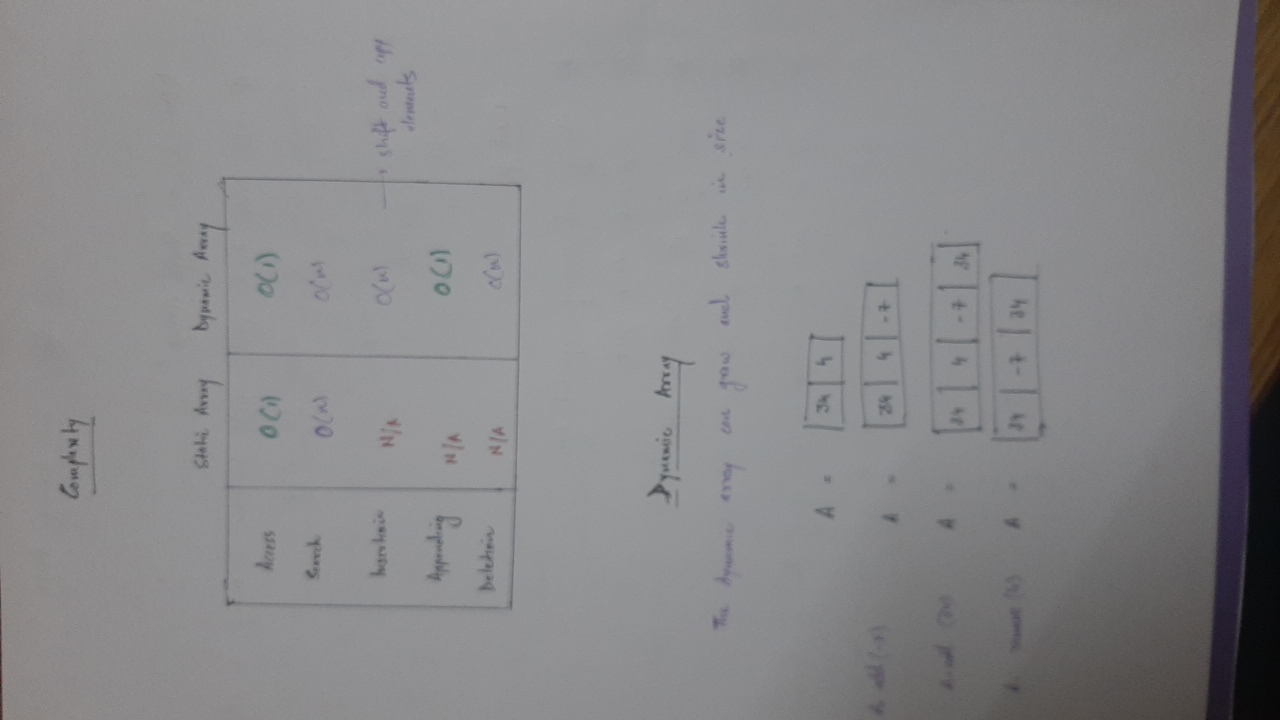 Complexity
Static Array Dynamic Array
Access O(1) O(1)
Search O(n) O(n)
Insertion N/A O(n) → shift and copy
elements
Appending N/A O(1)
Deletion N/A O(n)
Dynamic Array
The dynamic array can grow and shrink in size
A = 34 4
A. add(-7) A = 34 4 -7
A. add (34) A = 34 4 -7 34
A. remove (4) A = 34 -7 34